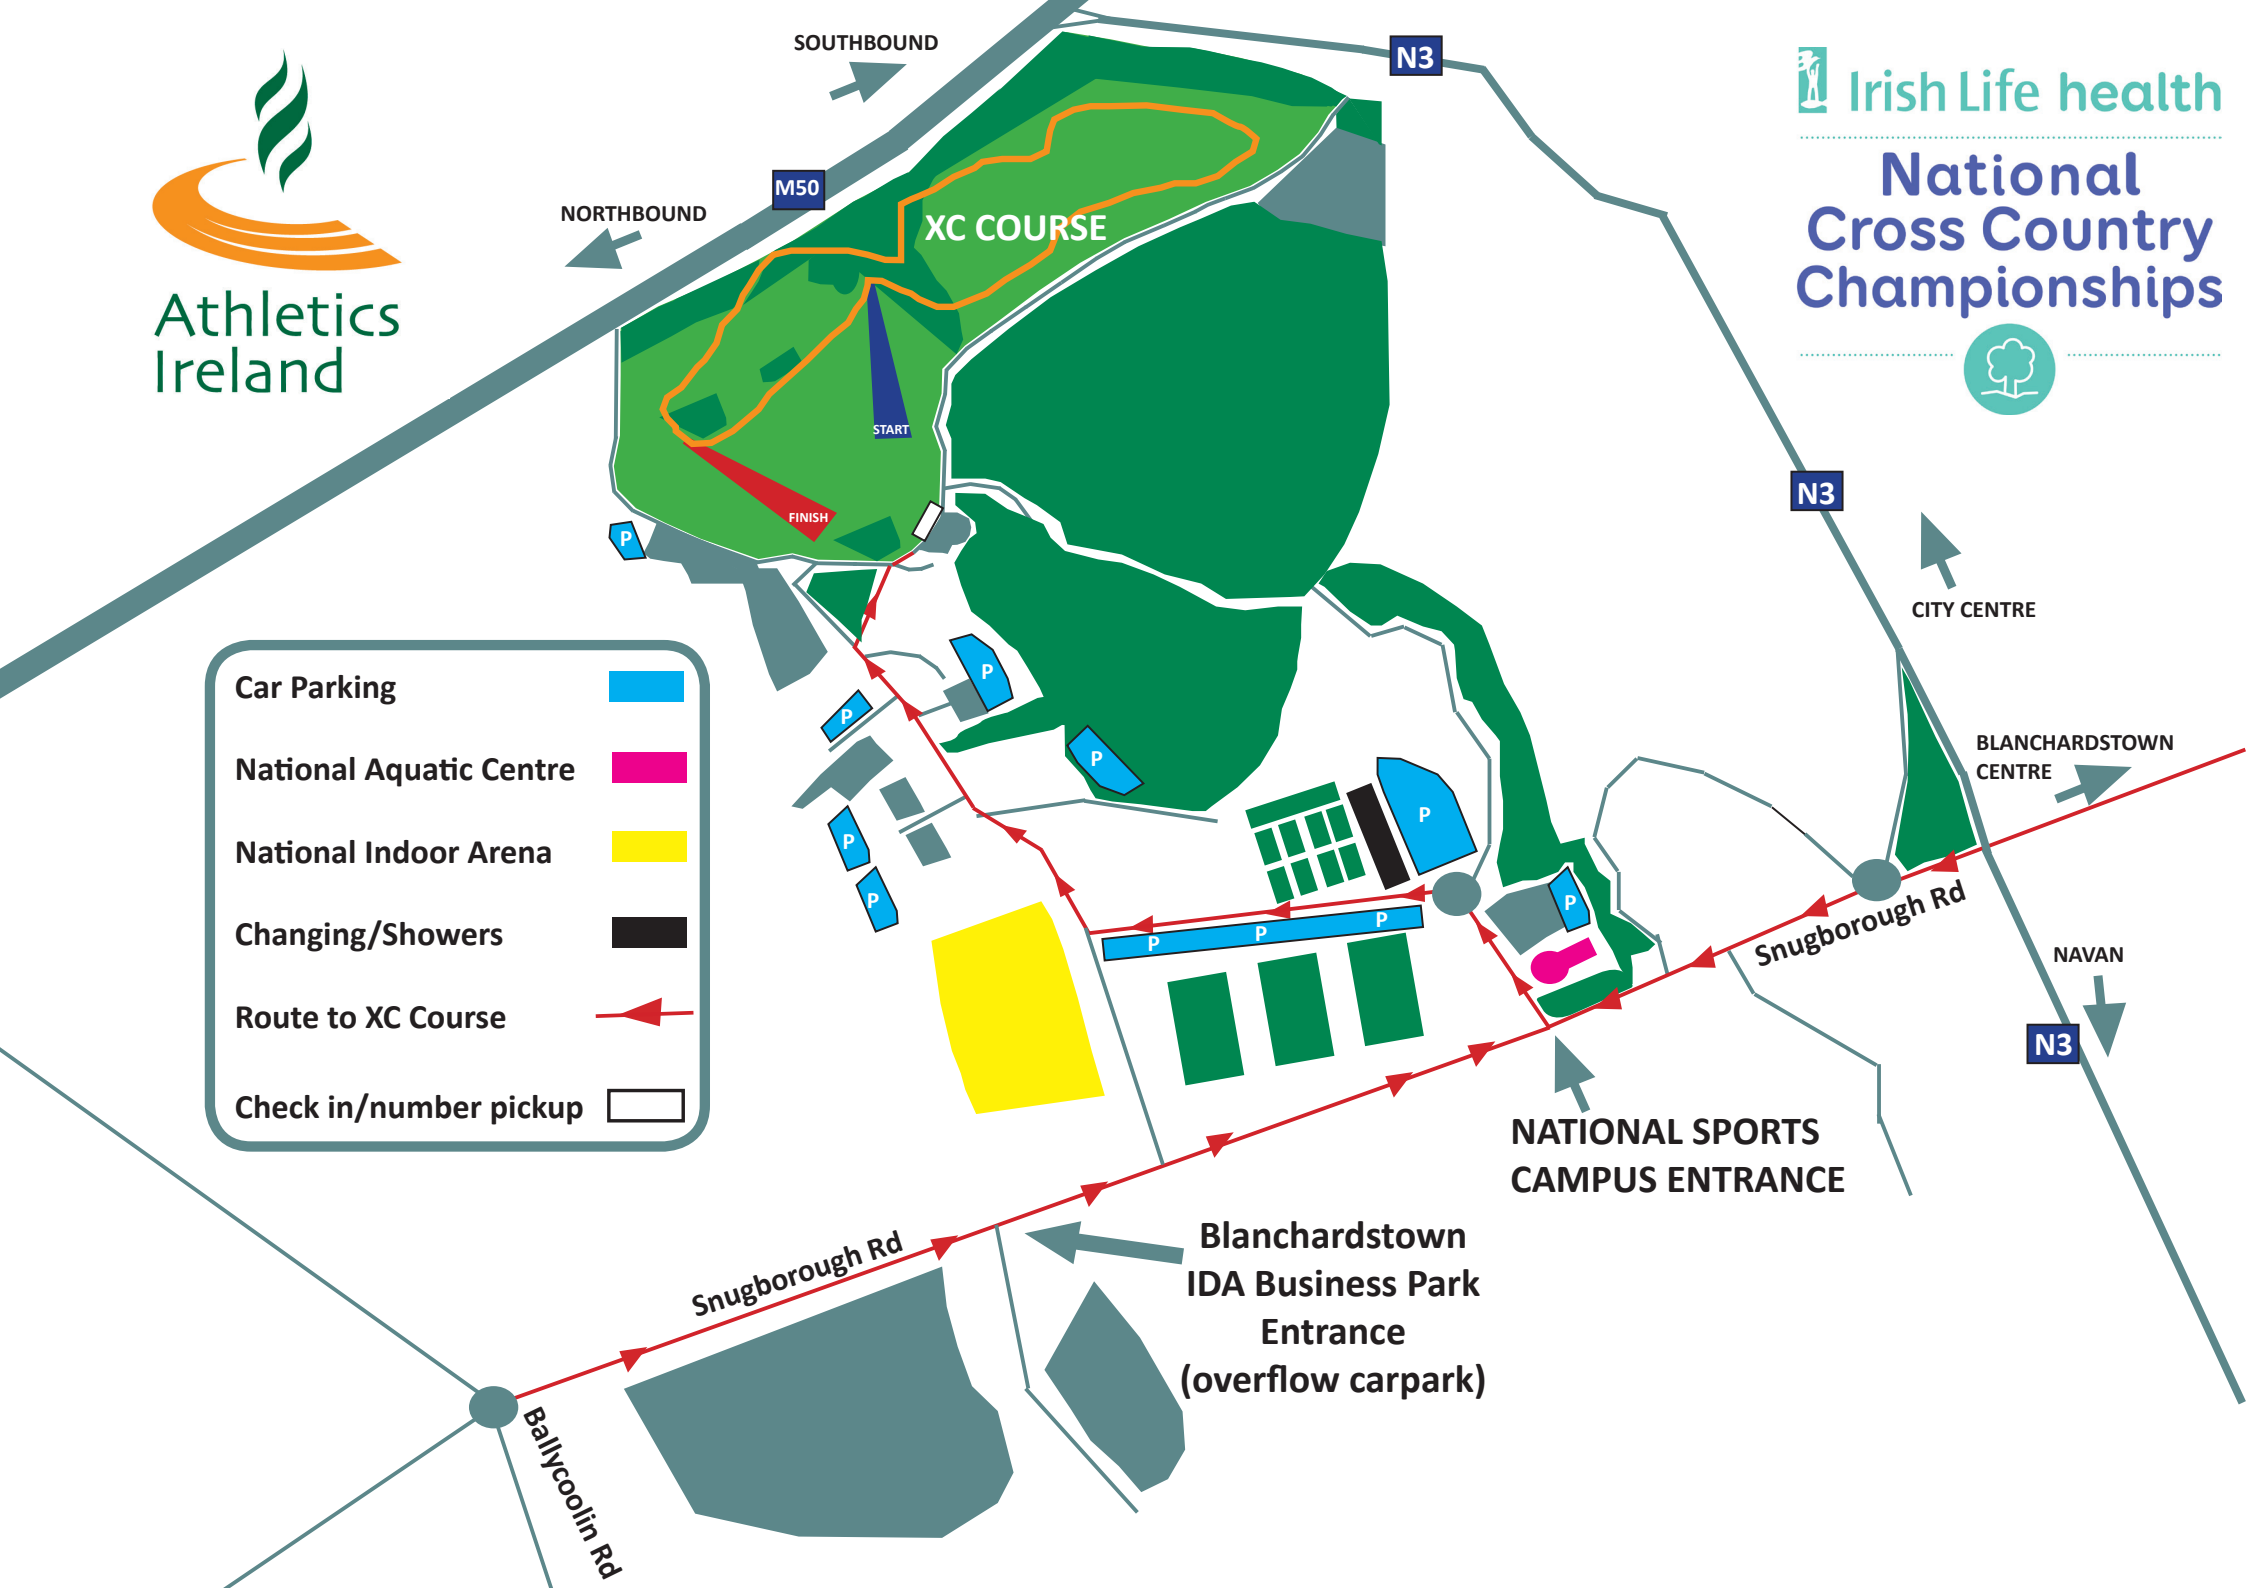 SOUTHBOUND
N3
Irish Life health
National
Cross Country
Championships
Athletics
Ireland
M50
NORTHBOUND
XC COURSE
START
FINISH
P
N3
CITY CENTRE
Car Parking
National Aquatic Centre
National Indoor Arena
Changing/Showers
Route to XC Course
Check in/number pickup
P
P
P
P
P
P
P
P
P
P
P
BLANCHARDSTOWN
CENTRE
Snugborough Rd
NAVAN
N3
NATIONAL SPORTS
CAMPUS ENTRANCE
Blanchardstown
IDA Business Park
Entrance
(overflow carpark)
Snugborough Rd
Ballycoolin Rd